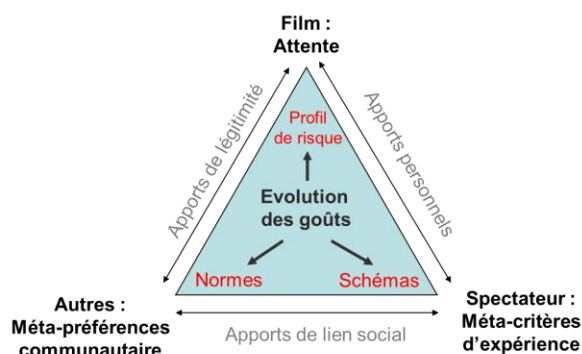 Film :
Attente
Apports de légitimité
Apports personnels
Profil
de risque
Evolution
des goûts
Normes
Schémas
Autres :
Méta-préférences
communautaire
Apports de lien social
Spectateur :
Méta-critères
d'expérience